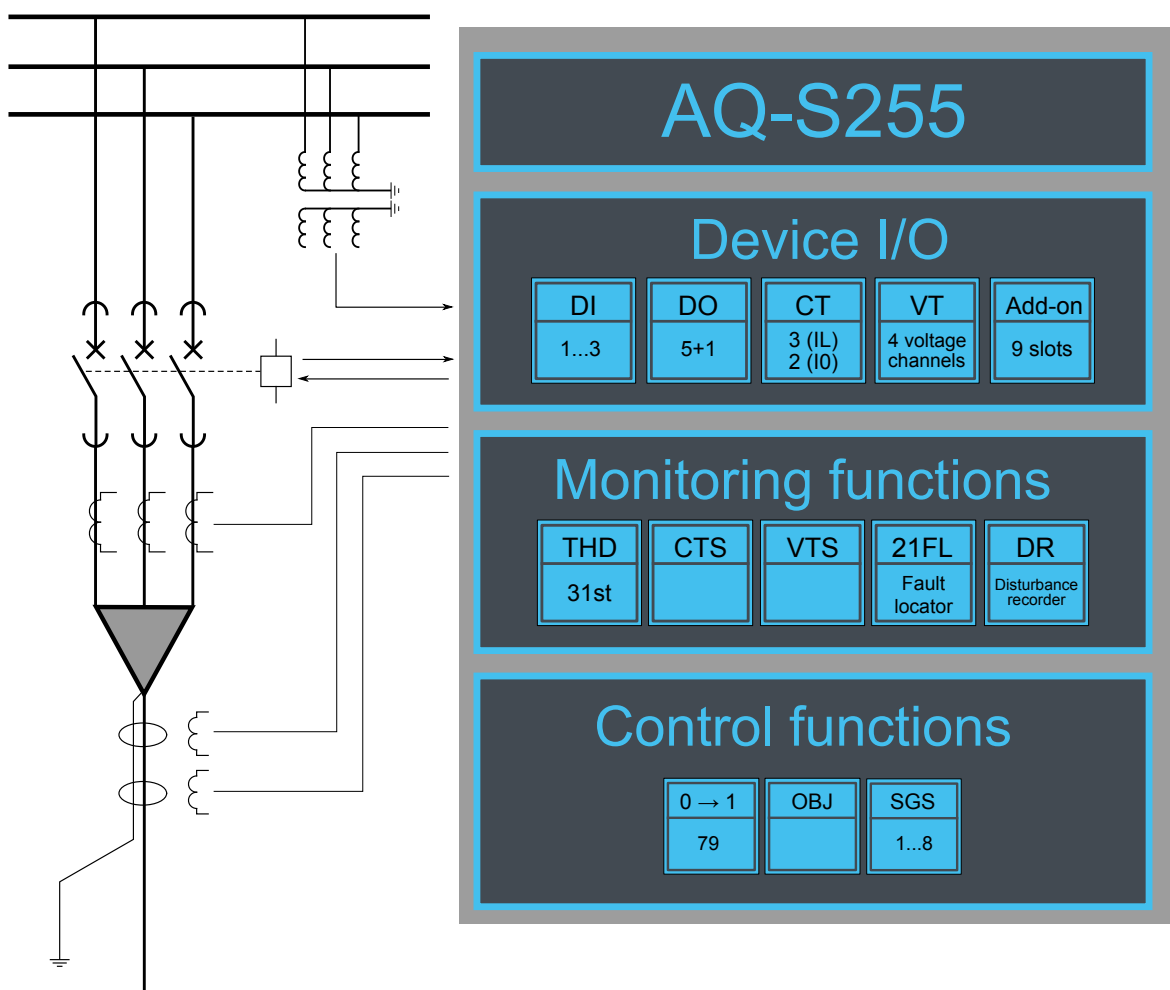 AQ-S255
Device I/O
DI
1...3
DO
5+1
CT
3 (IL)
2 (I0)
VT
4 voltage
channels
Add-on
9 slots
Monitoring functions
THD
31st
CTS
VTS
21FL
Fault
locator
DR
Disturbance
recorder
Control functions
0 → 1
79
OBJ
SGS
1...8